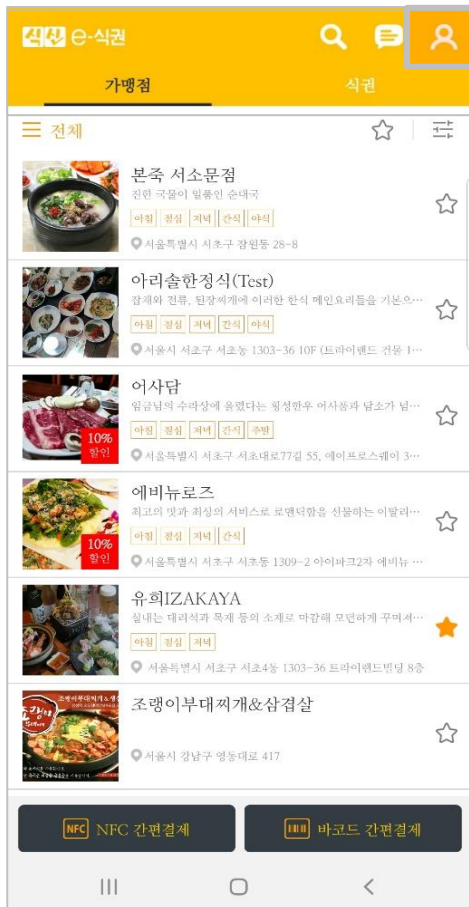 식신 e-식권
가맹점 식권
전체
본죽 서소문점
진한 국물이 일품인 순대국
아침 점심 저녁 간식 야식
서울특별시 서초구 잠원동 28-8
아리솔한정식(Test)
잡채와 전류, 된장찌개에 이러한 한식 메인요리들을 기본으…
아침 점심 저녁 간식 야식
서울시 서초구 서초동 1303-36 10F (트라이랜드 건물 1…
어사담
임금님의 수라상에 올렸다는 횡성한우 어사품과 담소가 넘…
아침 점심 저녁 간식 주말
10%
할인
서울특별시 서초구 서초대로77길 55, 에이프로스퀘어 3…
에비뉴로즈
최고의 맛과 최상의 서비스로 로맨틱함을 선물하는 이탈리…
아침 점심 저녁 간식
10%
할인
서울특별시 서초구 서초동 1309-2 아이파크2차 에비뉴 …
유희IZAKAYA
실내는 대리석과 목재 등의 소재로 마감해 모던하게 꾸며져…
아침 점심 저녁
서울특별시 서초구 서초4동 1303-36 트라이랜드빌딩 8층
조랭이부대찌개&삼겹살
서울시 강남구 영동대로 417
NFC NFC 간편결제 바코드 간편결제